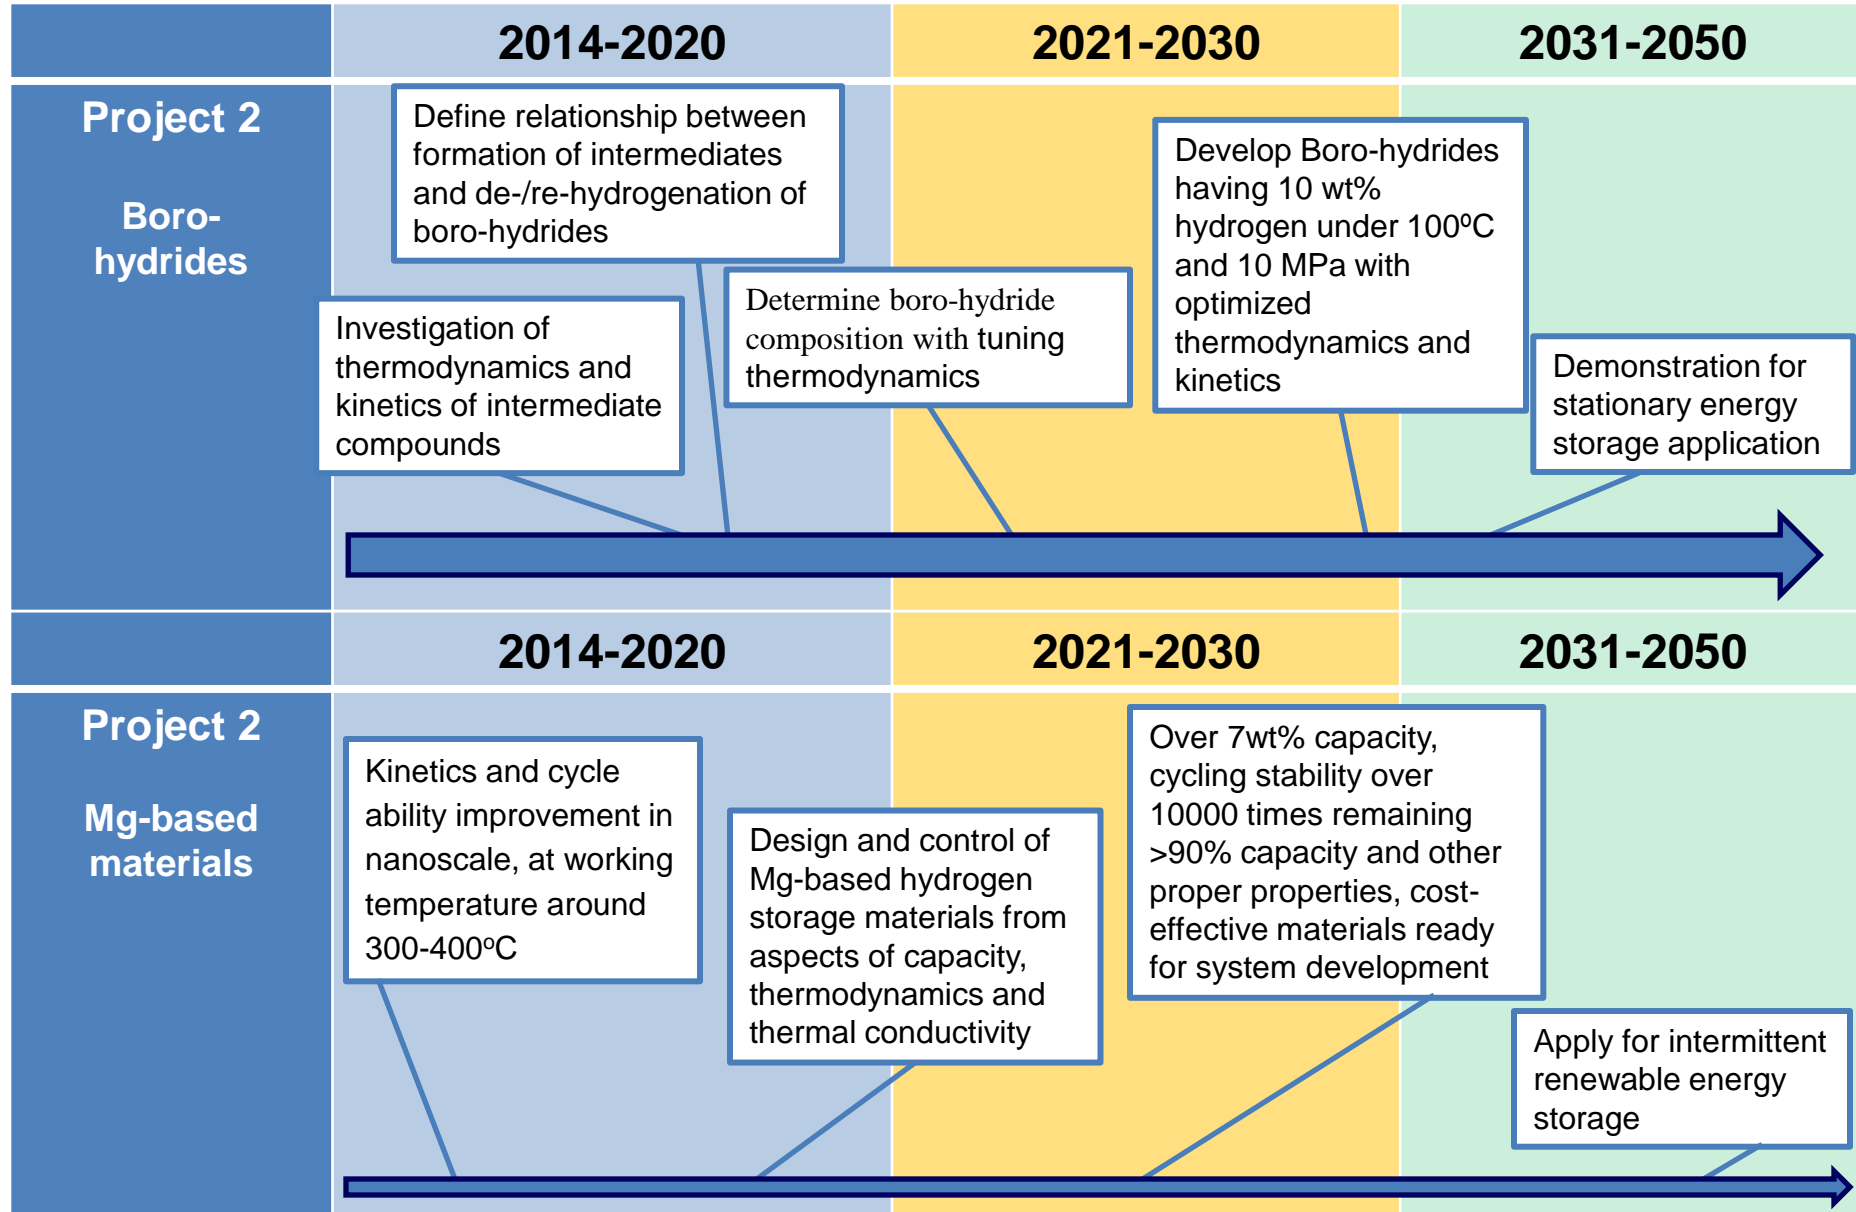 2014-2020
2021-2030
2031-2050
Project 2
Boro-
hydrides
Define relationship between
formation of intermediates
and de-/re-hydrogenation of
boro-hydrides
Investigation of
thermodynamics and
kinetics of intermediate
compounds
Determine boro-hydride
composition with tuning
thermodynamics
Develop Boro-hydrides
having 10 wt%
hydrogen under 100ºC
and 10 MPa with
optimized
thermodynamics and
kinetics
Demonstration for
stationary energy
storage application
2014-2020
2021-2030
2031-2050
Project 2
Mg-based
materials
Kinetics and cycle
ability improvement in
nanoscale, at working
temperature around
300-400ºC
Design and control of
Mg-based hydrogen
storage materials from
aspects of capacity,
thermodynamics and
thermal conductivity
Over 7wt% capacity,
cycling stability over
10000 times remaining
>90% capacity and other
proper properties, cost-
effective materials ready
for system development
Apply for intermittent
renewable energy
storage